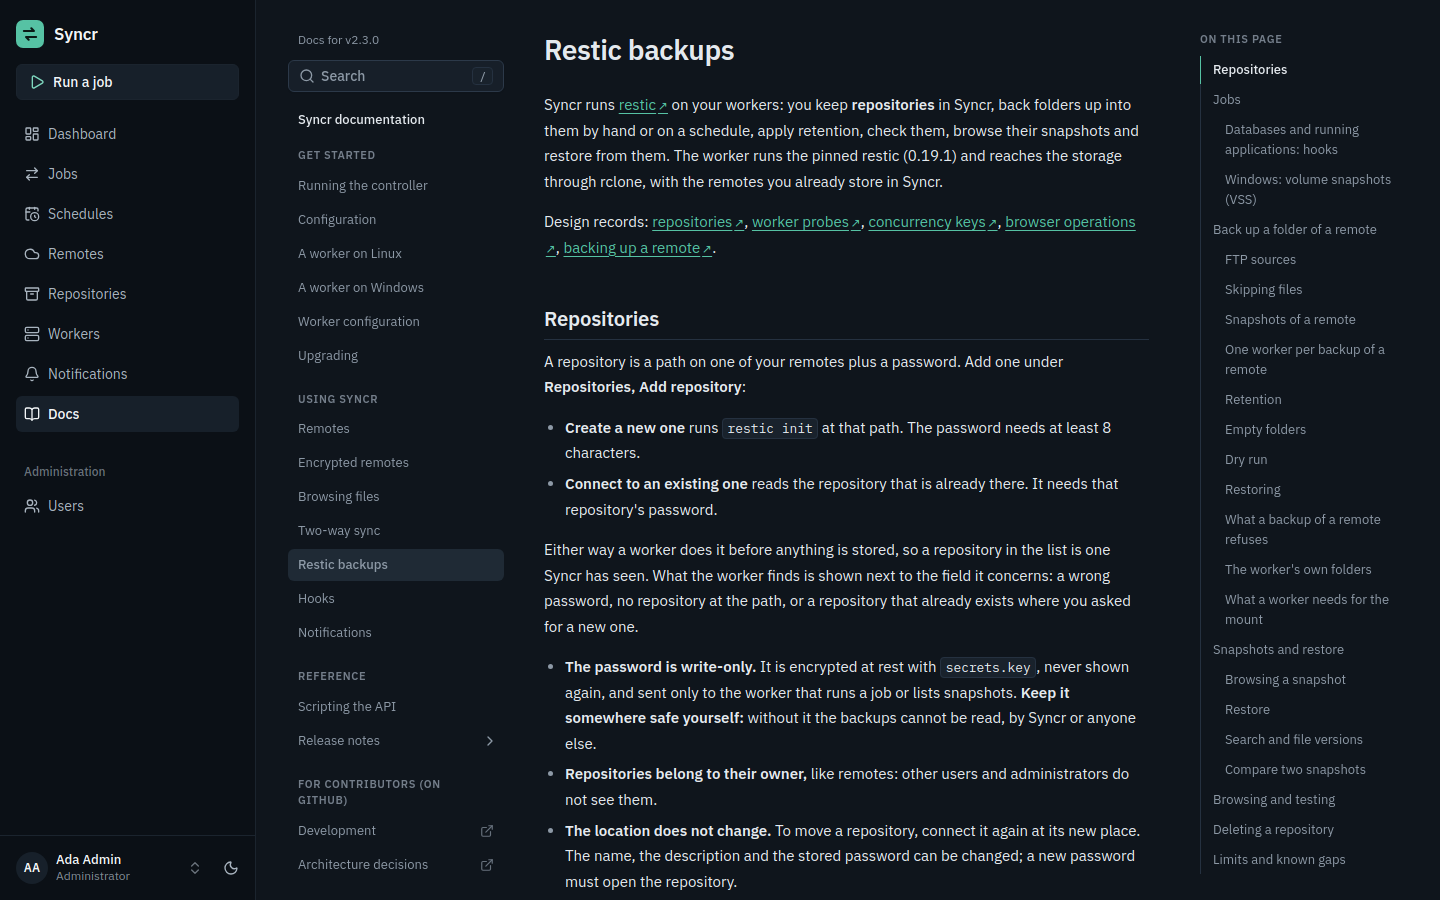 Syncr
Run a job
Dashboard
Jobs
Schedules
Remotes
Repositories
Workers
Notifications
Docs
Administration
Users
AA
Ada Admin
Administrator
Docs for v2.3.0
Search
/
Syncr documentation
GET STARTED
Running the controller
Configuration
A worker on Linux
A worker on Windows
Worker configuration
Upgrading
USING SYNCR
Remotes
Encrypted remotes
Browsing files
Two-way sync
Restic backups
Hooks
Notifications
REFERENCE
Scripting the API
Release notes
FOR CONTRIBUTORS (ON
GITHUB)
Development
Architecture decisions
Restic backups
Syncr runs restic↗ on your workers: you keep repositories in Syncr, back folders up into
them by hand or on a schedule, apply retention, check them, browse their snapshots and
restore from them. The worker runs the pinned restic (0.19.1) and reaches the storage
through rclone, with the remotes you already store in Syncr.
Design records: repositories↗, worker probes↗, concurrency keys↗, browser operations
↗, backing up a remote↗.
Repositories
A repository is a path on one of your remotes plus a password. Add one under
Repositories, Add repository:
• Create a new one runs restic init at that path. The password needs at least 8
characters.
• Connect to an existing one reads the repository that is already there. It needs that
repository's password.
Either way a worker does it before anything is stored, so a repository in the list is one
Syncr has seen. What the worker finds is shown next to the field it concerns: a wrong
password, no repository at the path, or a repository that already exists where you asked
for a new one.
• The password is write-only. It is encrypted at rest with secrets.key, never shown
again, and sent only to the worker that runs a job or lists snapshots. Keep it
somewhere safe yourself: without it the backups cannot be read, by Syncr or anyone
else.
• Repositories belong to their owner, like remotes: other users and administrators do
not see them.
• The location does not change. To move a repository, connect it again at its new place.
The name, the description and the stored password can be changed; a new password
must open the repository.
ON THIS PAGE
Repositories
Jobs
Databases and running
applications: hooks
Windows: volume snapshots
(VSS)
Back up a folder of a remote
FTP sources
Skipping files
Snapshots of a remote
One worker per backup of a
remote
Retention
Empty folders
Dry run
Restoring
What a backup of a remote
refuses
The worker's own folders
What a worker needs for the
mount
Snapshots and restore
Browsing a snapshot
Restore
Search and file versions
Compare two snapshots
Browsing and testing
Deleting a repository
Limits and known gaps